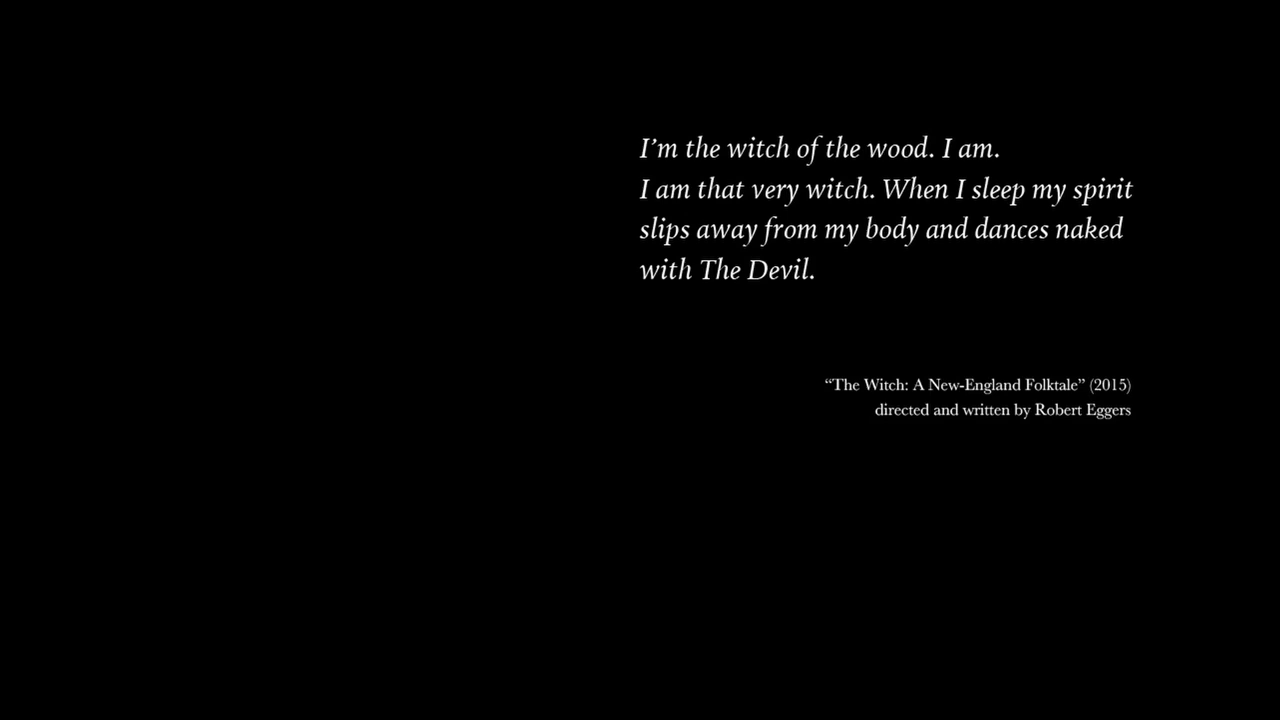 I’m the witch of the wood. I am.
I am that very witch. When I sleep my spirit
slips away from my body and dances naked
with The Devil.
“The Witch: A New-England Folktale” (2015)
directed and written by Robert Eggers